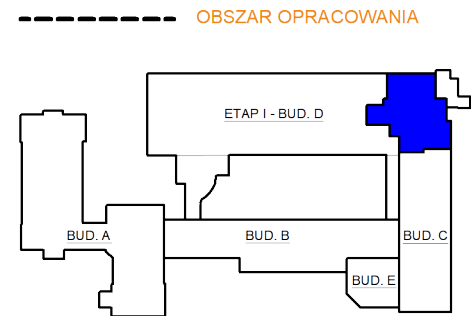 OBSZAR OPRACOWANIA
ETAP I - BUD. D
BUD. A
BUD. B
BUD. C
BUD. E